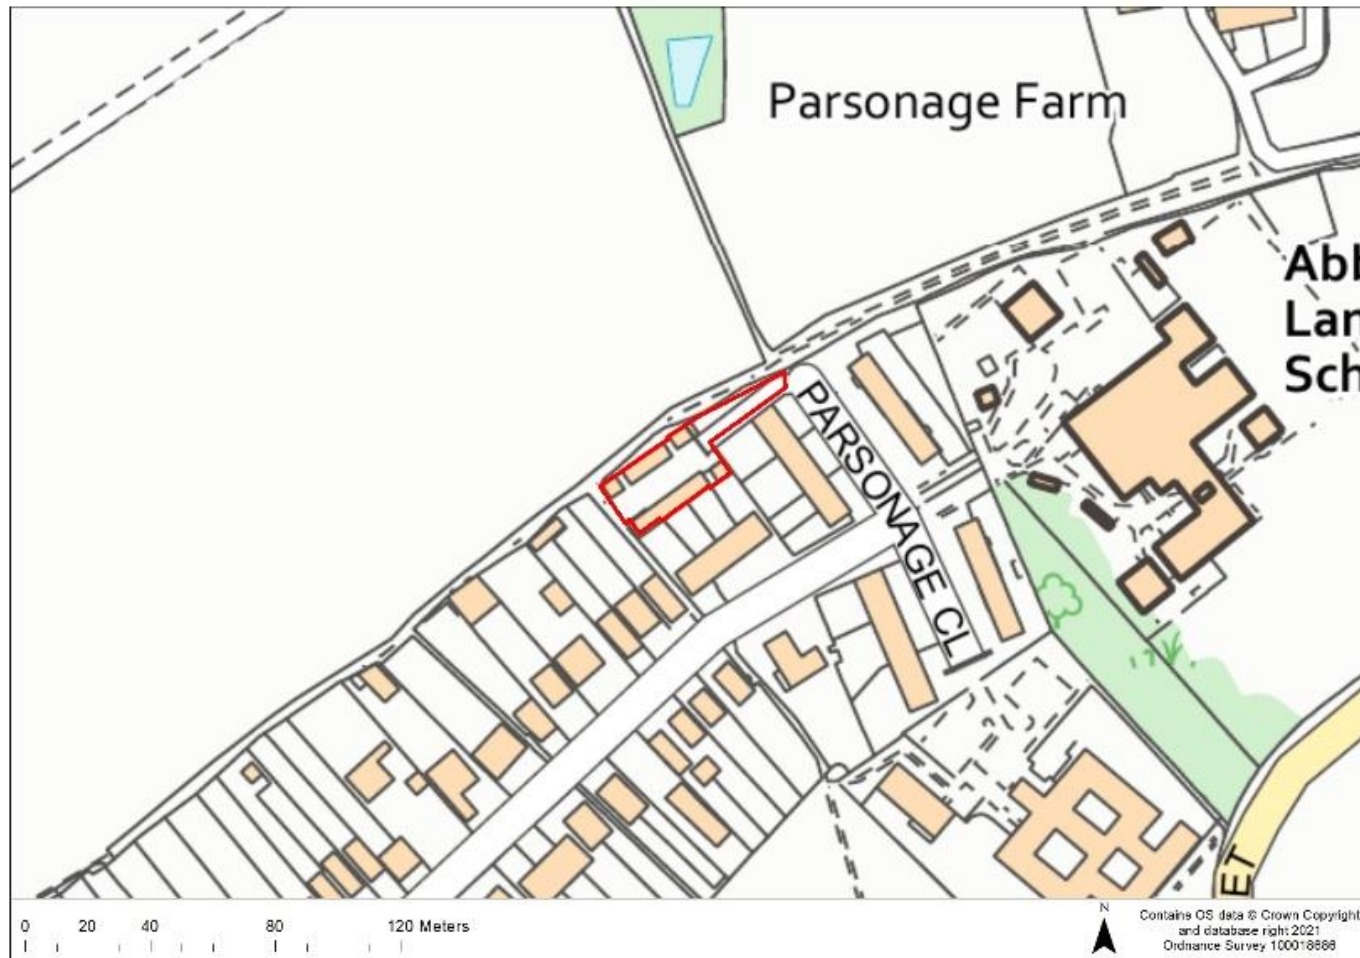 Parsonage Farm
Abb
Lan
Sch
PARSONAGE CL
ET
0 20 40 80 120 Meters
N
Contains OS data © Crown Copyright
and database right 2021
Ordnance Survey 100018686